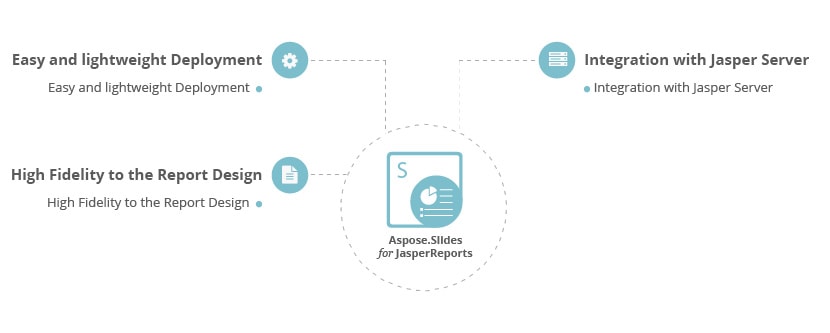 Easy and lightweight Deployment
Easy and lightweight Deployment
Integration with Jasper Server
Integration with Jasper Server
High Fidelity to the Report Design
High Fidelity to the Report Design
S
Aspose.Slides
for JasperReports